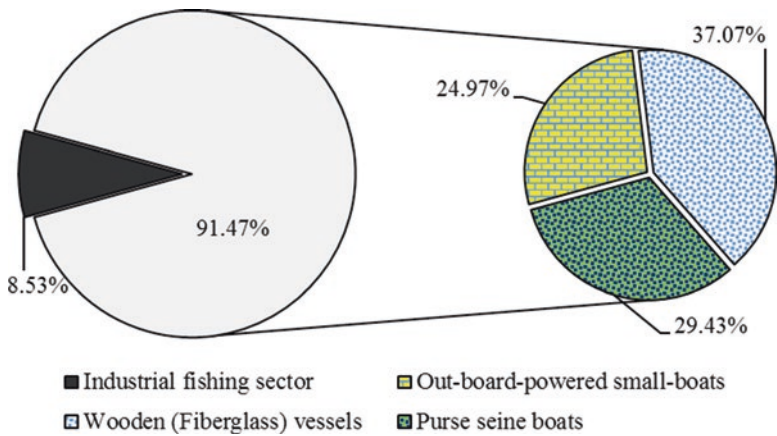 37.07%
24.97%
91.47%
8.53%
29.43%
Industrial fishing sector
Out-board-powered small-boats
Wooden (Fiberglass) vessels
Purse seine boats